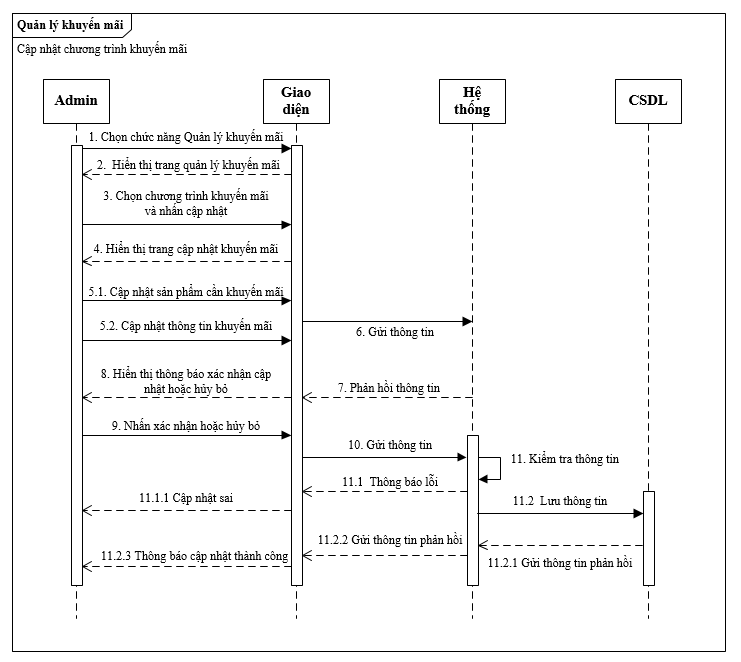 Quản lý khuyến mãi
Cập nhật chương trình khuyến mãi
Admin
Giao
diện
Hệ
thống
CSDL
1. Chọn chức năng Quản lý khuyến mãi
2. Hiển thị trang quản lý khuyến mãi
3. Chọn chương trình khuyến mãi
và nhấn cập nhật
4. Hiển thị trang cập nhật khuyến mãi
5.1. Cập nhật sản phẩm cần khuyến mãi
5.2. Cập nhật thông tin khuyến mãi
6. Gửi thông tin
8. Hiển thị thông báo xác nhận cập
nhật hoặc hủy bỏ
7. Phản hồi thông tin
9. Nhấn xác nhận hoặc hủy bỏ
10. Gửi thông tin
11. Kiểm tra thông tin
11.1 Thông báo lỗi
11.1.1 Cập nhật sai
11.2 Lưu thông tin
11.2.2 Gửi thông tin phản hồi
11.2.3 Thông báo cập nhật thành công
11.2.1 Gửi thông tin phản hồi